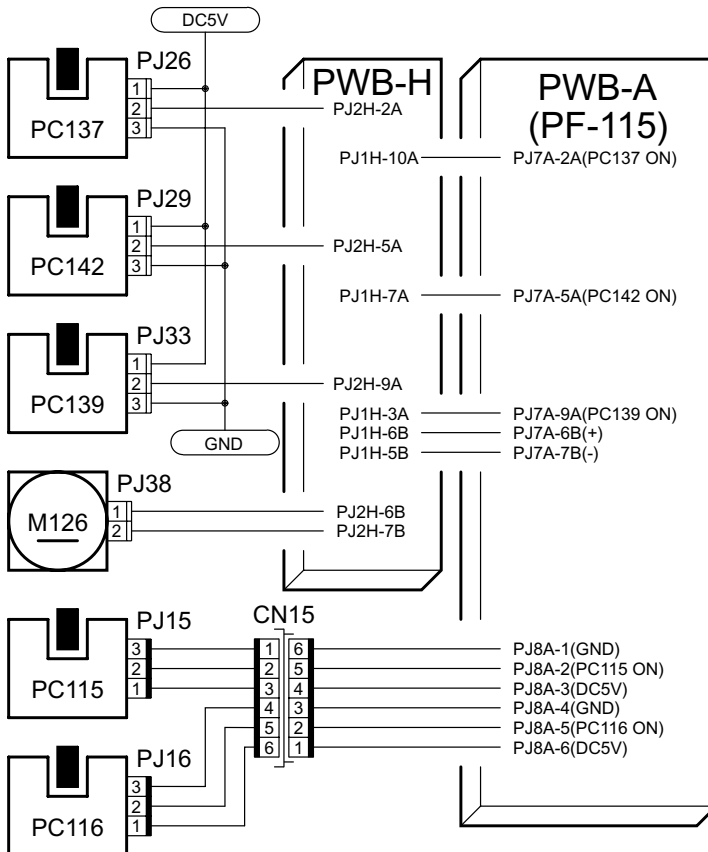 DC5V
PJ26
1
2
3
PC137
PWB-H
PJ2H-2A
PJ1H-10A
PWB-A
(PF-115)
PJ7A-2A(PC137 ON)
PJ29
1
2
3
PC142
PJ2H-5A
PJ1H-7A
PJ7A-5A(PC142 ON)
PJ33
1
2
3
PC139
PJ2H-9A
PJ1H-3A
PJ7A-9A(PC139 ON)
PJ1H-6B
PJ7A-6B(+)
PJ1H-5B
PJ7A-7B(-)
GND
PJ38
M126
1
2
PJ2H-6B
PJ2H-7B
PJ15
3
2
1
PC115
CN15
1 6
2 5
3 4
4 3
5 2
6 1
PJ8A-1(GND)
PJ8A-2(PC115 ON)
PJ8A-3(DC5V)
PJ8A-4(GND)
PJ8A-5(PC116 ON)
PJ8A-6(DC5V)
PJ16
3
2
1
PC116